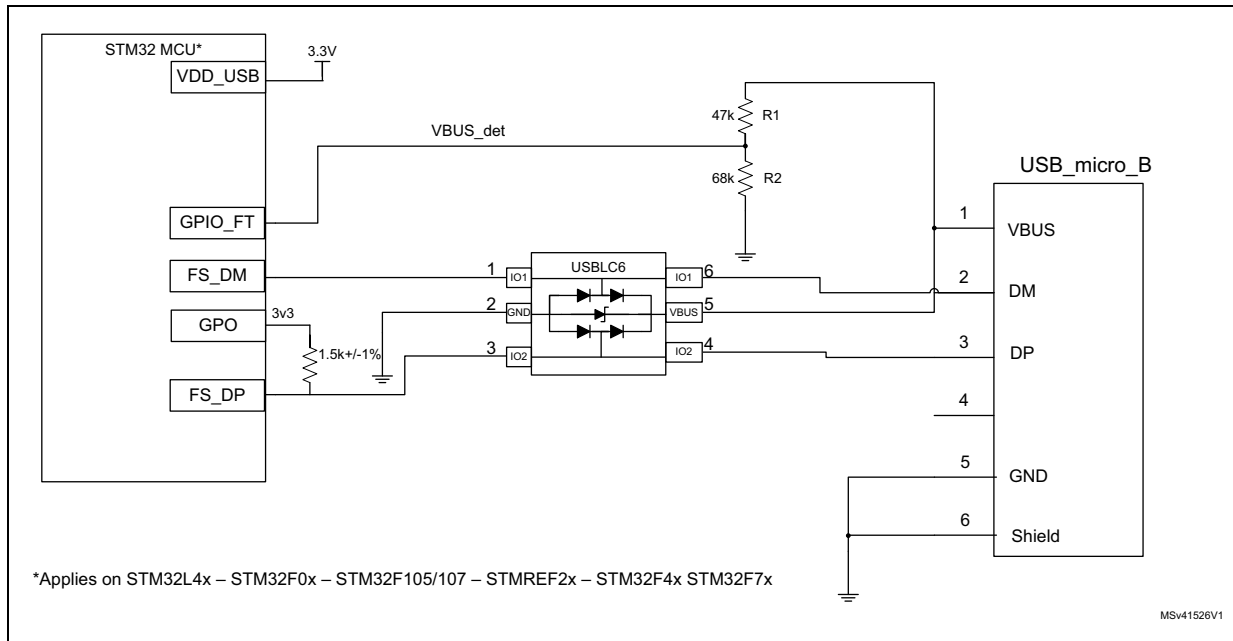 STM32 MCU*
3.3V
VDD_USB
47k R1
VBUS_det
USB_micro_B
68k R2
1
GPIO_FT
VBUS
USBLC6
FS_DM
1 IO1
IO1 6
2
DM
GPO
3v3
2 GND
VBUS 5
1.5k+/-1%
3 IO2
IO2 4
3
DP
FS_DP
4
5
GND
6
Shield
*Applies on STM32L4x – STM32F0x – STM32F105/107 – STMREF2x – STM32F4x STM32F7x
MSv41526V1